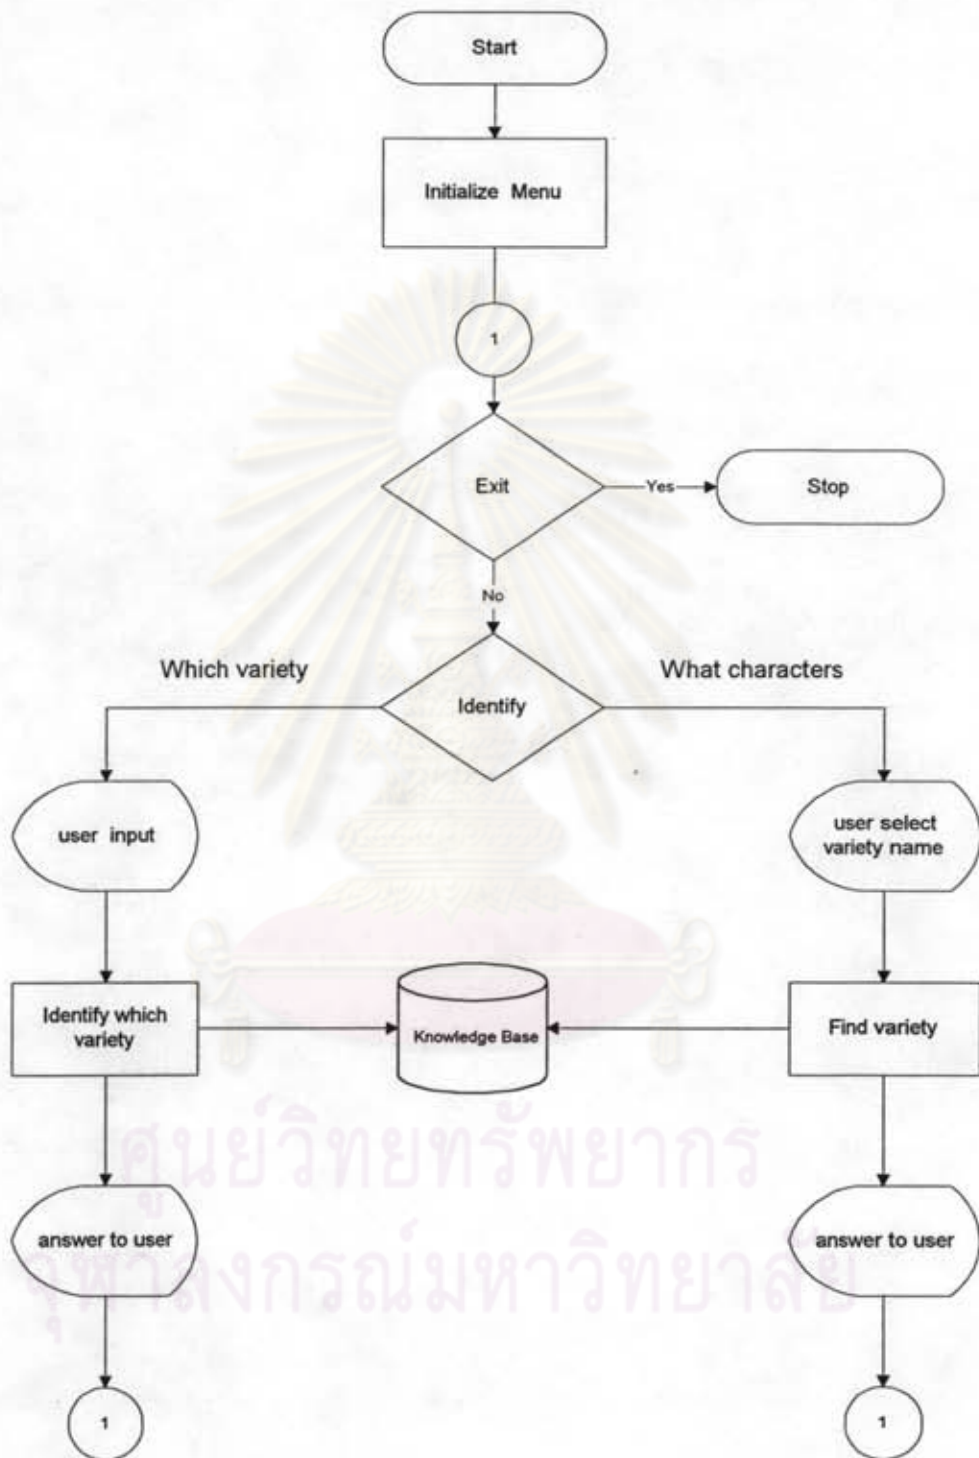 Start
Initialize Menu
1
Exit
Yes
Stop
No
Which variety
What characters
Identify
user input
user select
variety name
Identify which
variety
Knowledge Base
Find variety
ศูนย์วิทยทรัพยากร
answer to user
answer to user
จุฬาลงกรณ์มหาวิทยาลัย
1
1